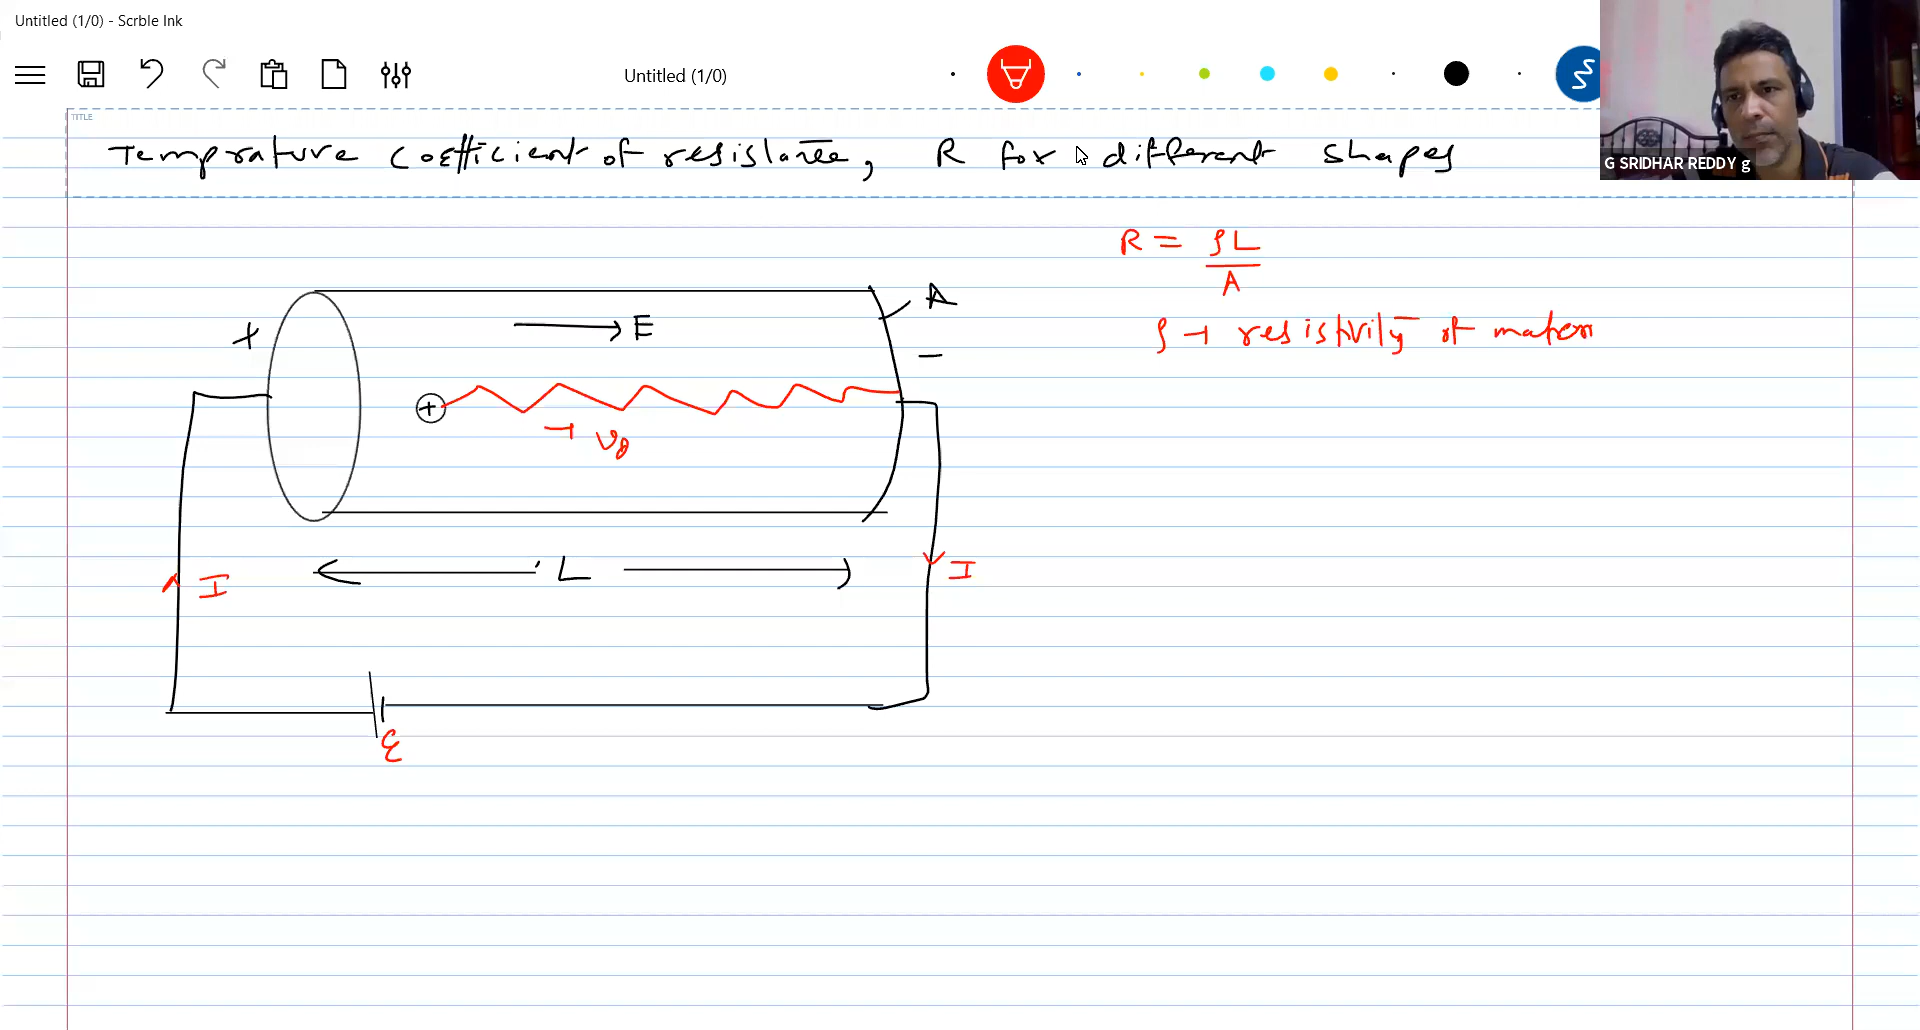 Untitled (1/0) - Scrble Ink
Untitled (1/0)
G SRIDHAR REDDY g
TITLE
Temprature coefficient of resistance, R for different shapes
R = ρL
A
ρ → resistivity of materi
A
+
→ E
−
+
→ vd
L
I
I
ε